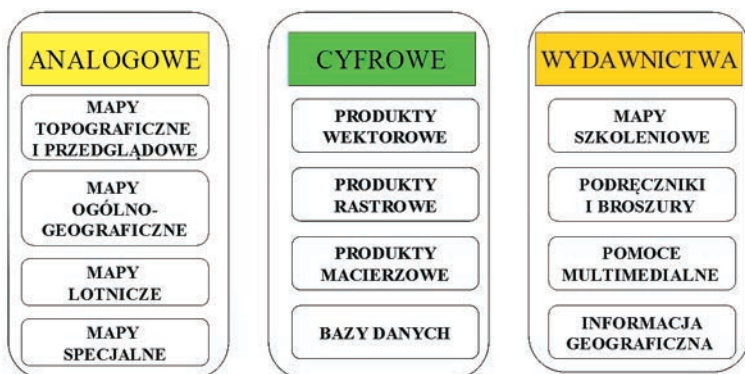 ANALOGOWE
MAPY
TOPOGRAFICZNE
I PRZEDGLĄDOWE
MAPY
OGÓLNO-
GEOGRAFICZNE
MAPY
LOTNICZE
MAPY
SPECJALNE
CYFROWE
PRODUKTY
WEKTOROWE
PRODUKTY
RASTROWE
PRODUKTY
MACIERZOWE
BAZY DANYCH
WYDAWNICTWA
MAPY
SZKOLENIOWE
PODRĘCZNIKI
I BROSZURY
POMOCE
MULTIMEDIALNE
INFORMACJA
GEOGRAFICZNA